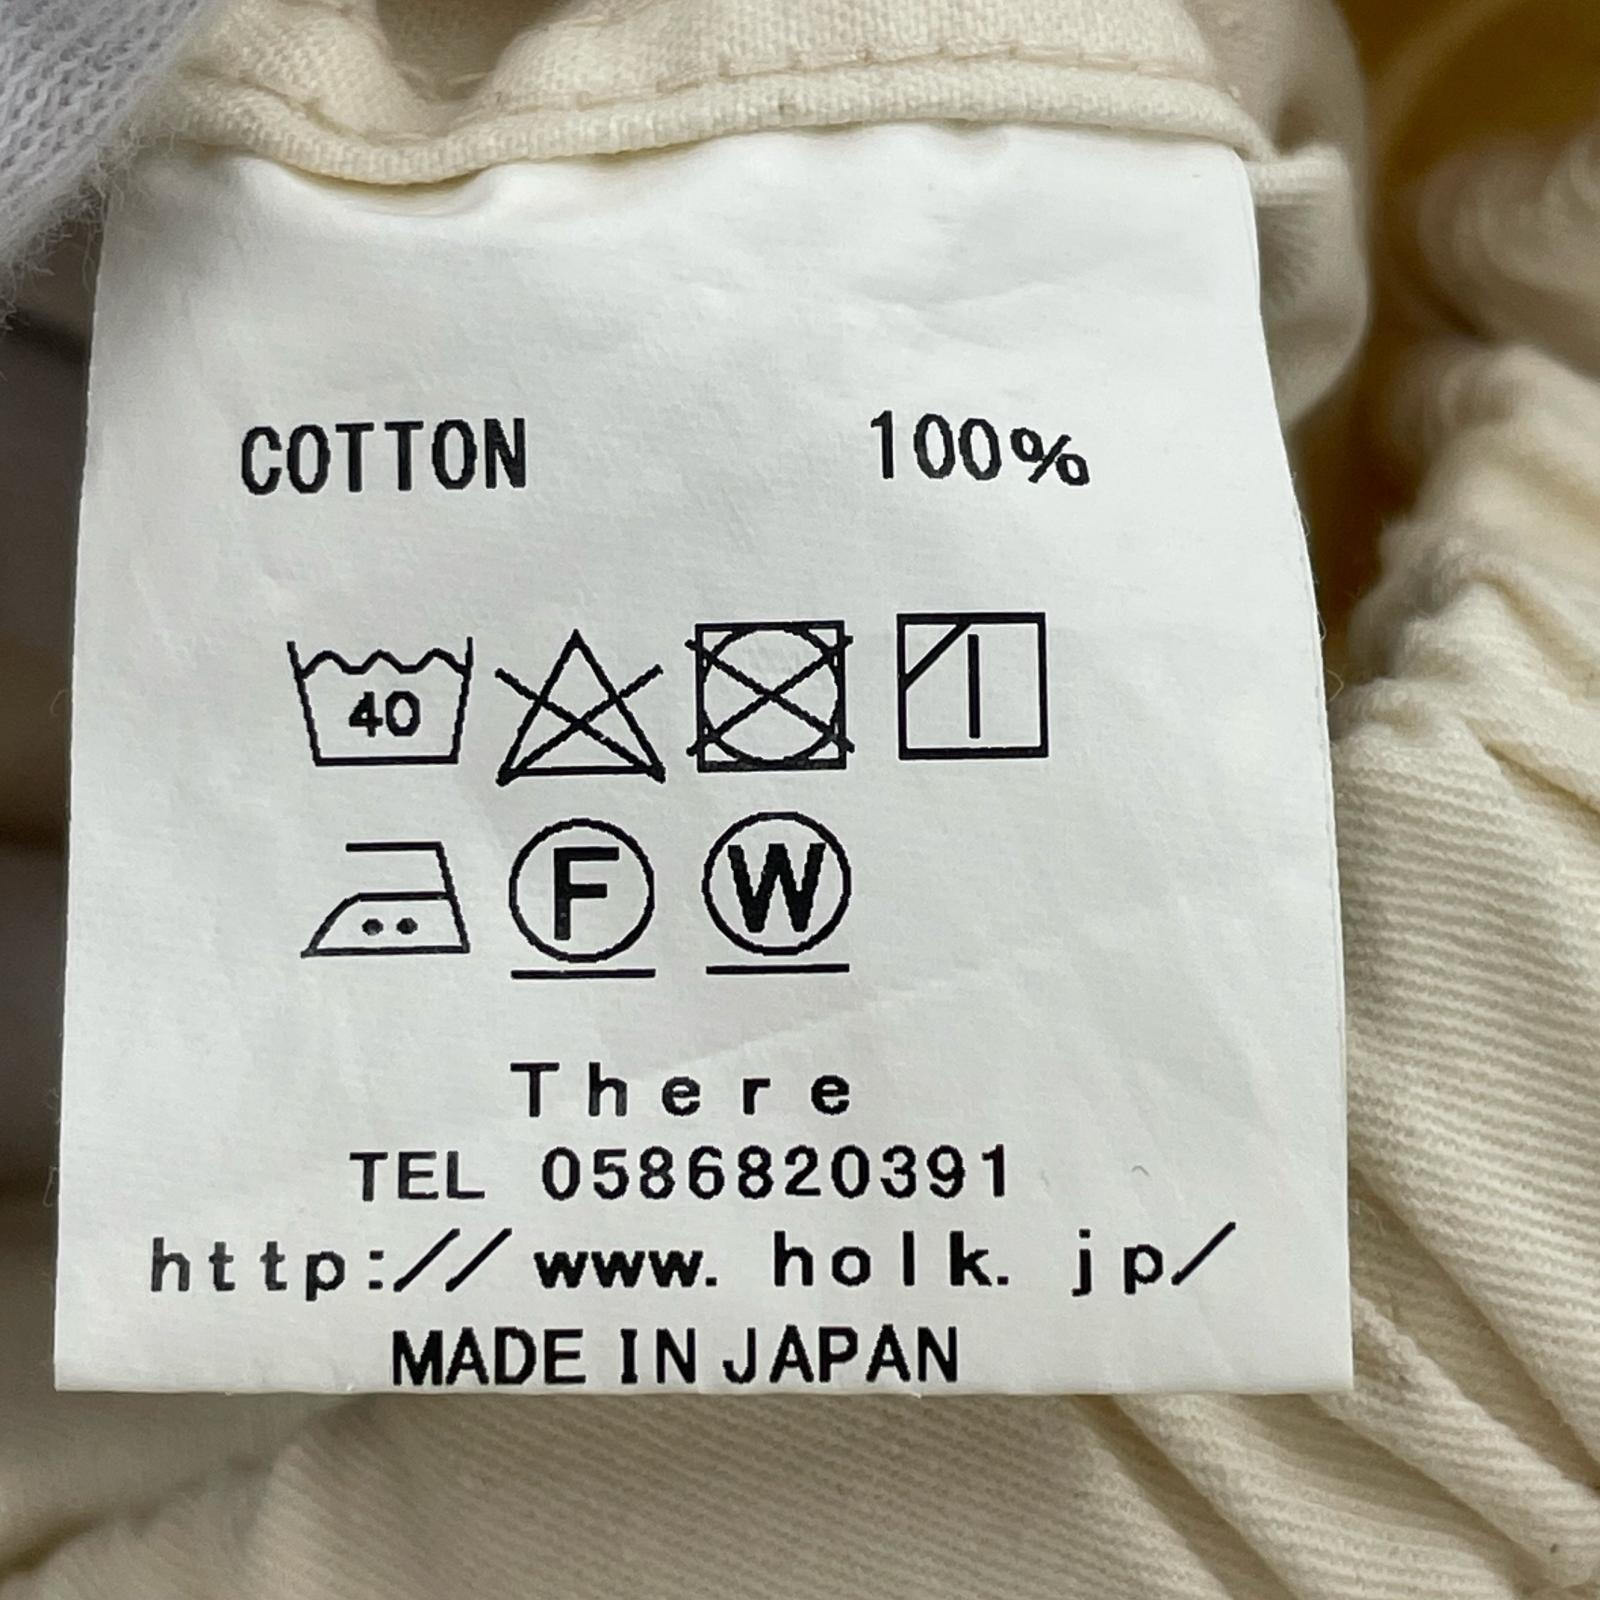 COTTON 100%
40
F W
There
TEL 0586820391
http://www.holk.jp/
MADE IN JAPAN